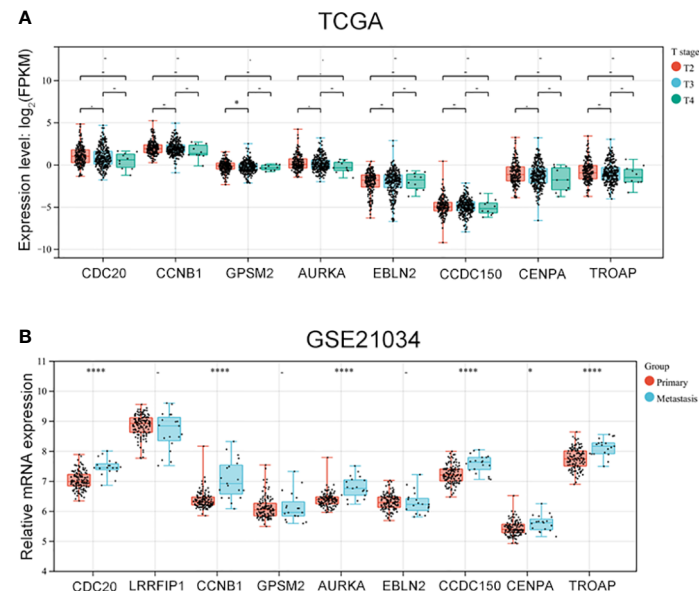 A
TCGA
Expression level: log2(FPKM)
10
5
0
−5
−10
T stage
T2
T3
T4
- - - - - - - -
- - - - - - - -
- - * - - - - -
CDC20 CCNB1 GPSM2 AURKA EBLN2 CCDC150 CENPA TROAP
B
GSE21034
Relative mRNA expression
11
10
9
8
7
6
5
4
Group
Primary
Metastasis
**** - **** - **** - **** * ****
CDC20 LRRFIP1 CCNB1 GPSM2 AURKA EBLN2 CCDC150 CENPA TROAP